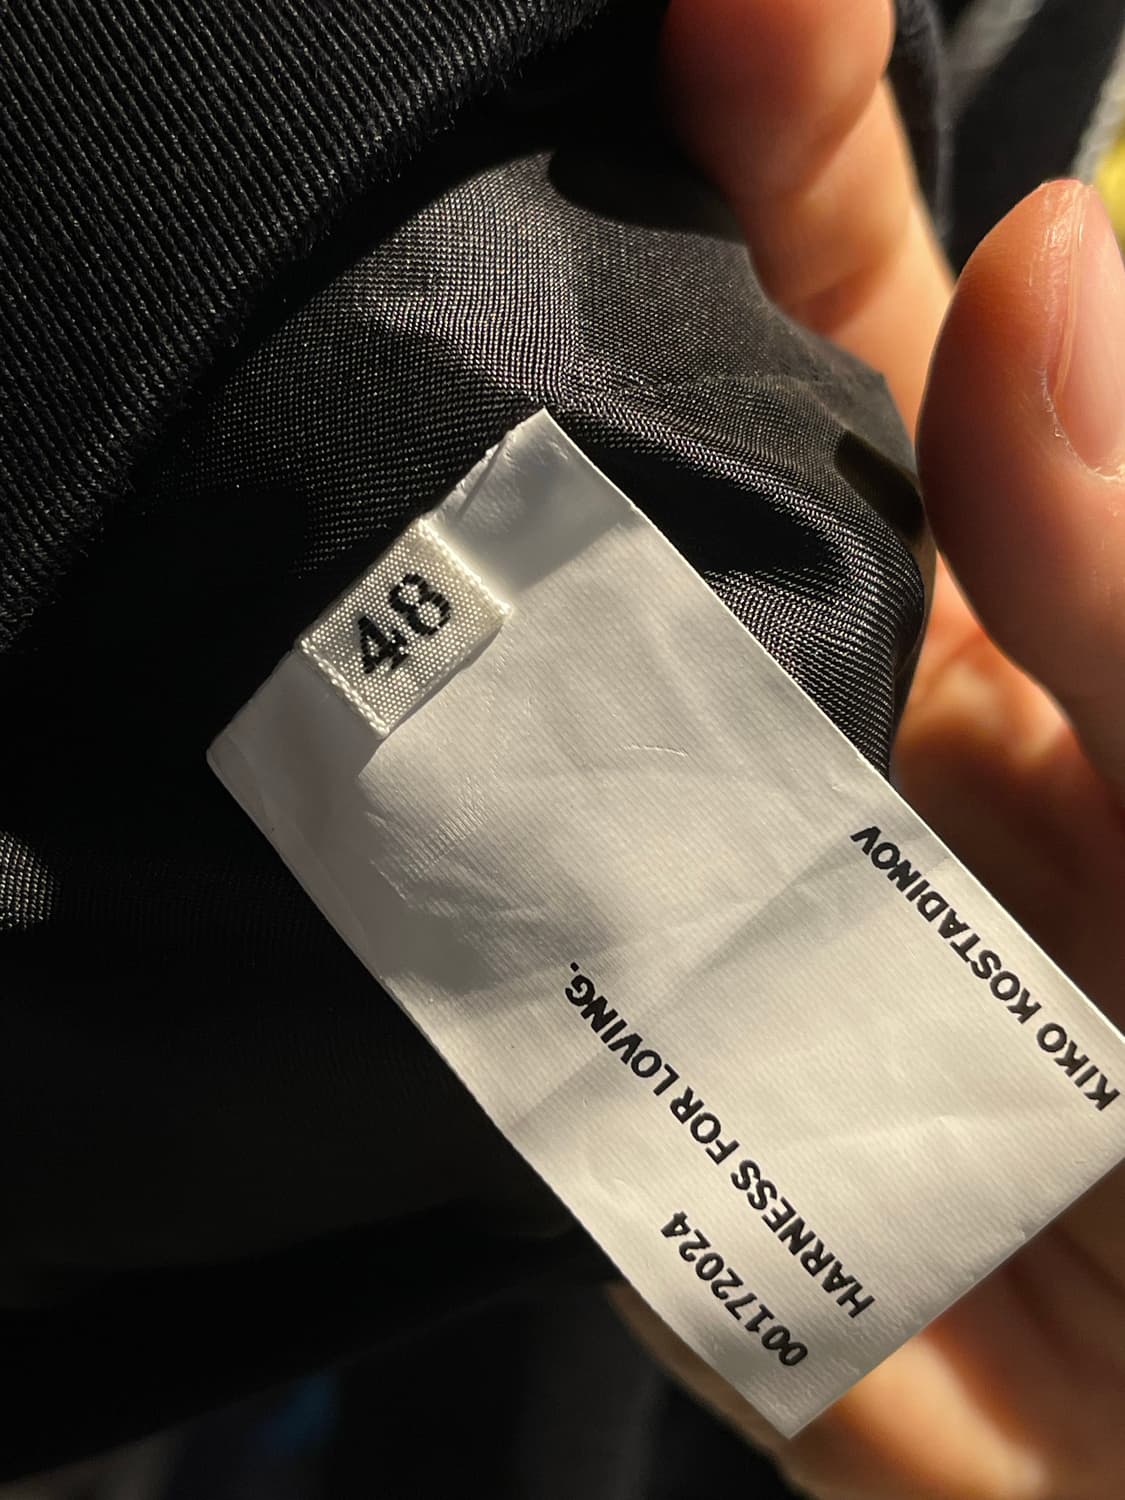 48
KIKO KOSTADINOV
HARNESS FOR LOVING.
00172024